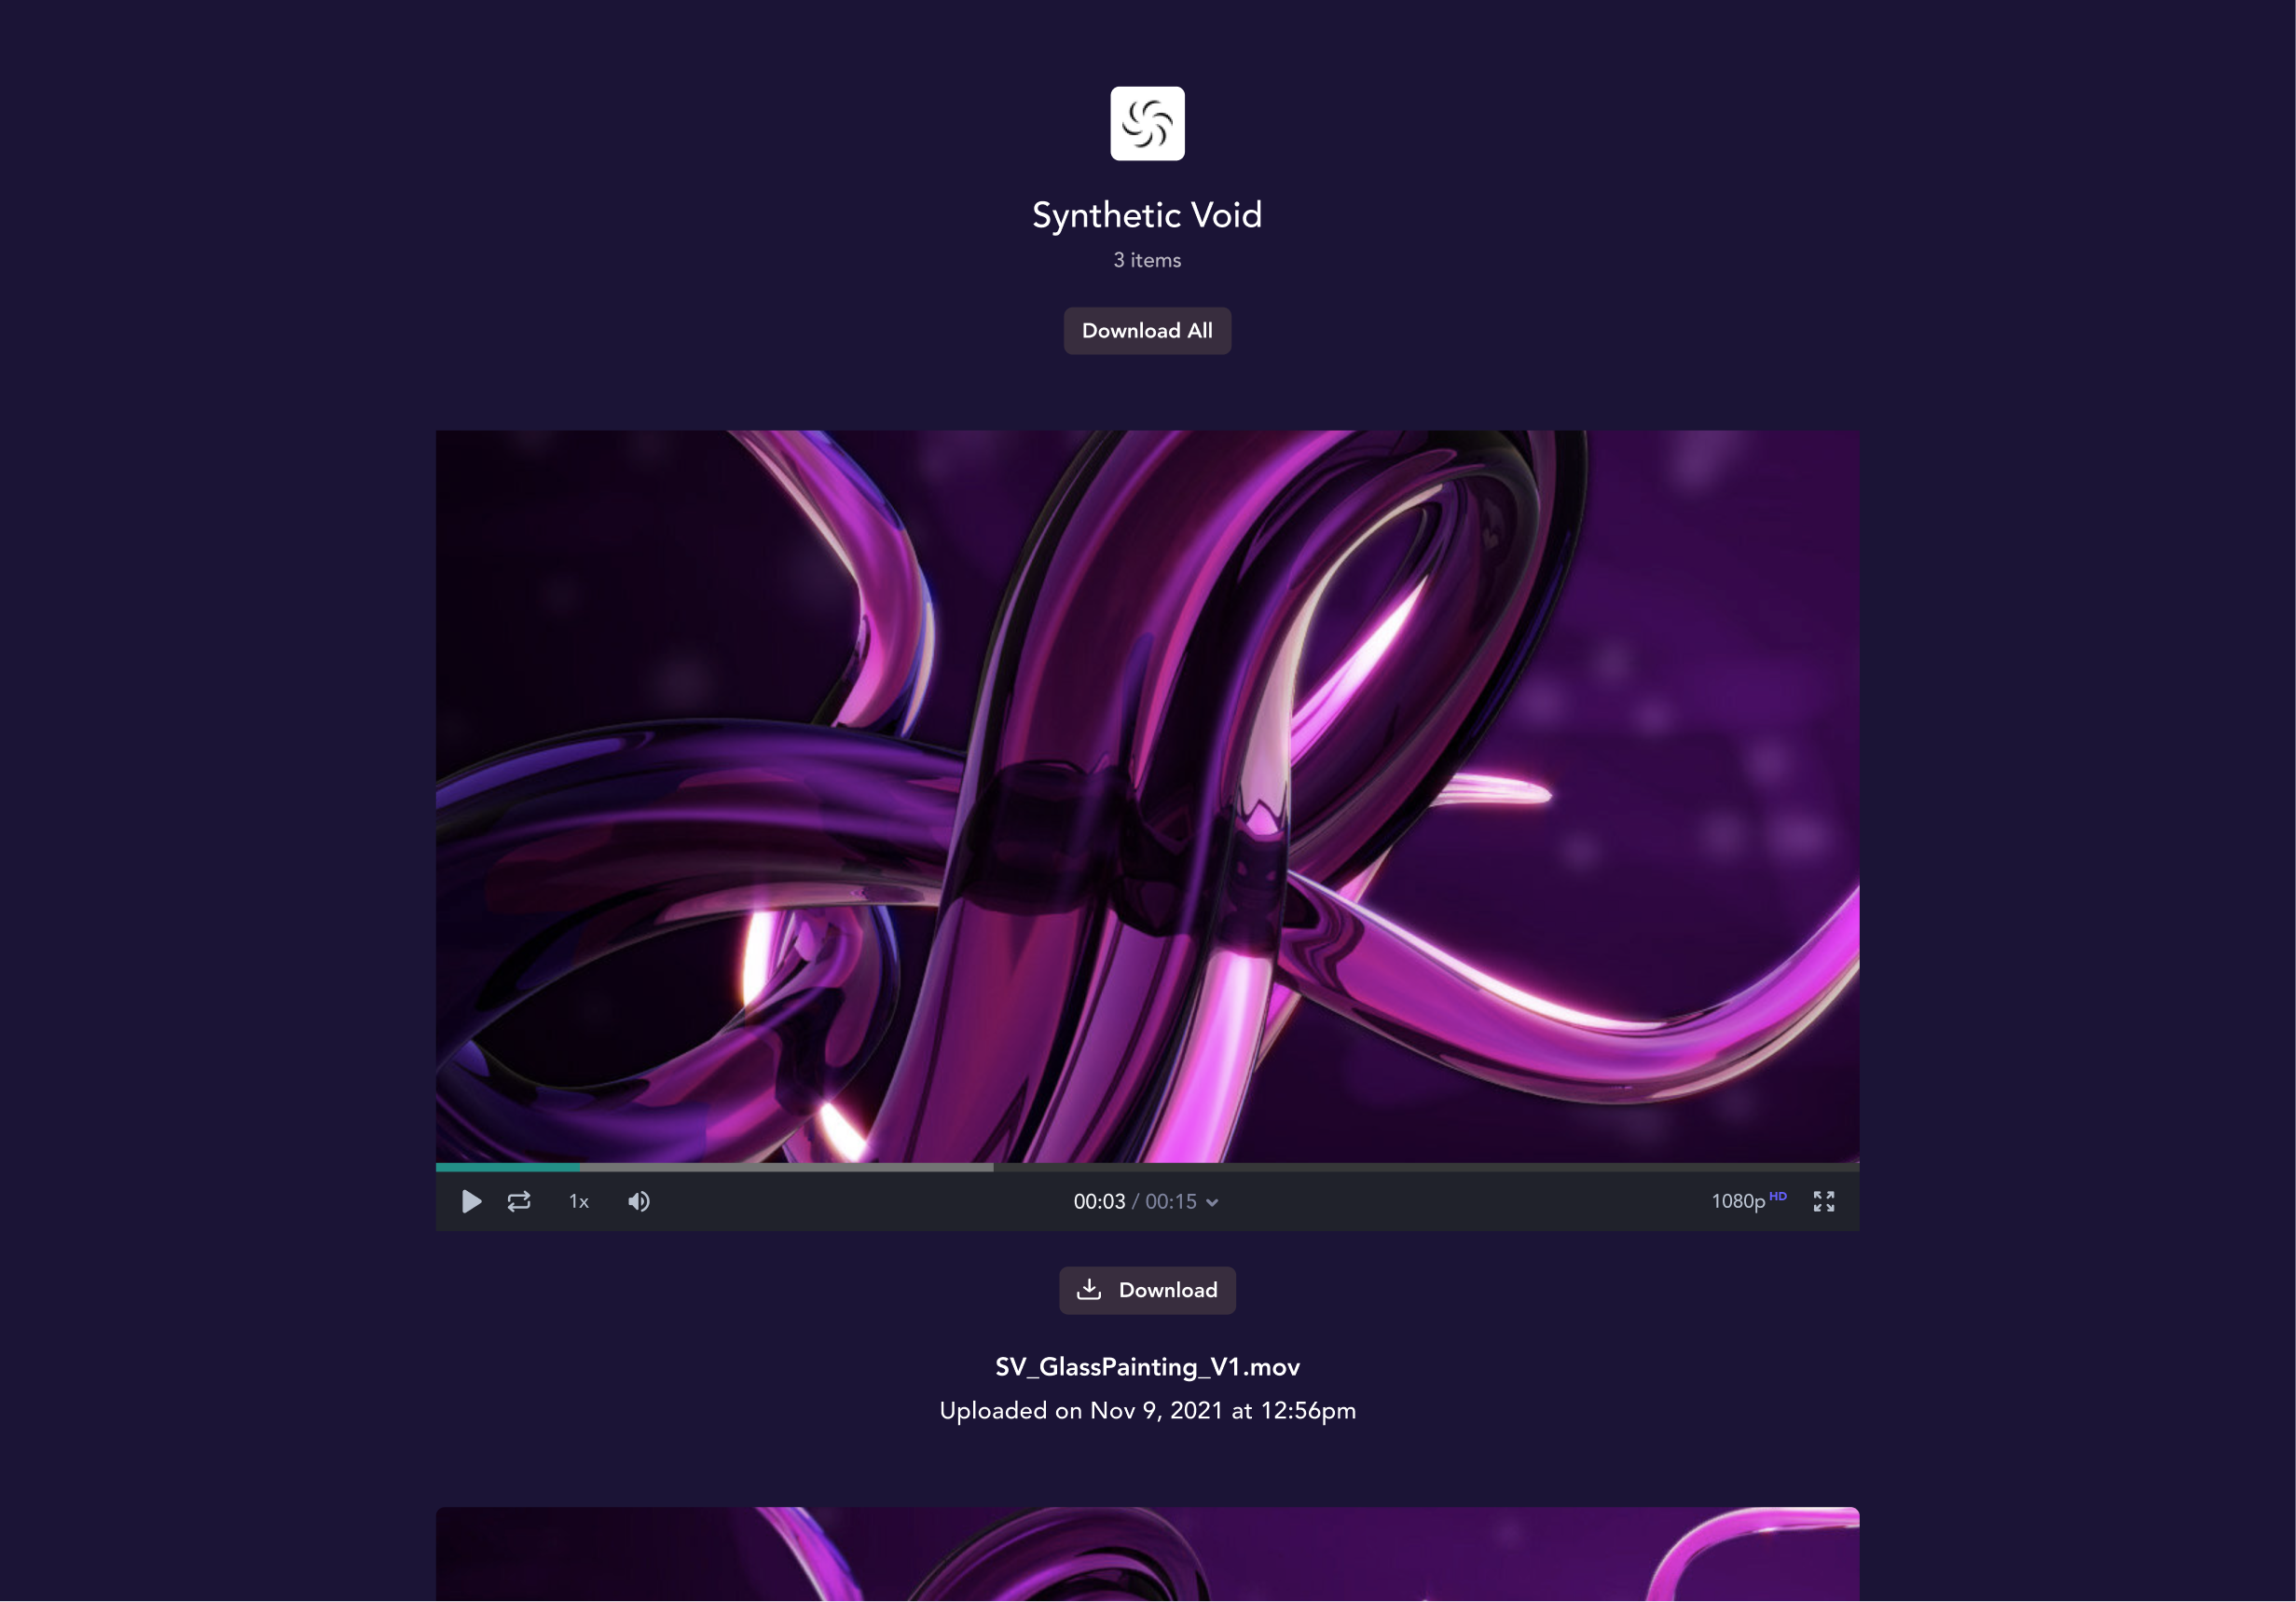 Synthetic Void
3 items
Download All
1x
00:03 / 00:15
1080p HD
Download
SV_GlassPainting_V1.mov
Uploaded on Nov 9, 2021 at 12:56pm